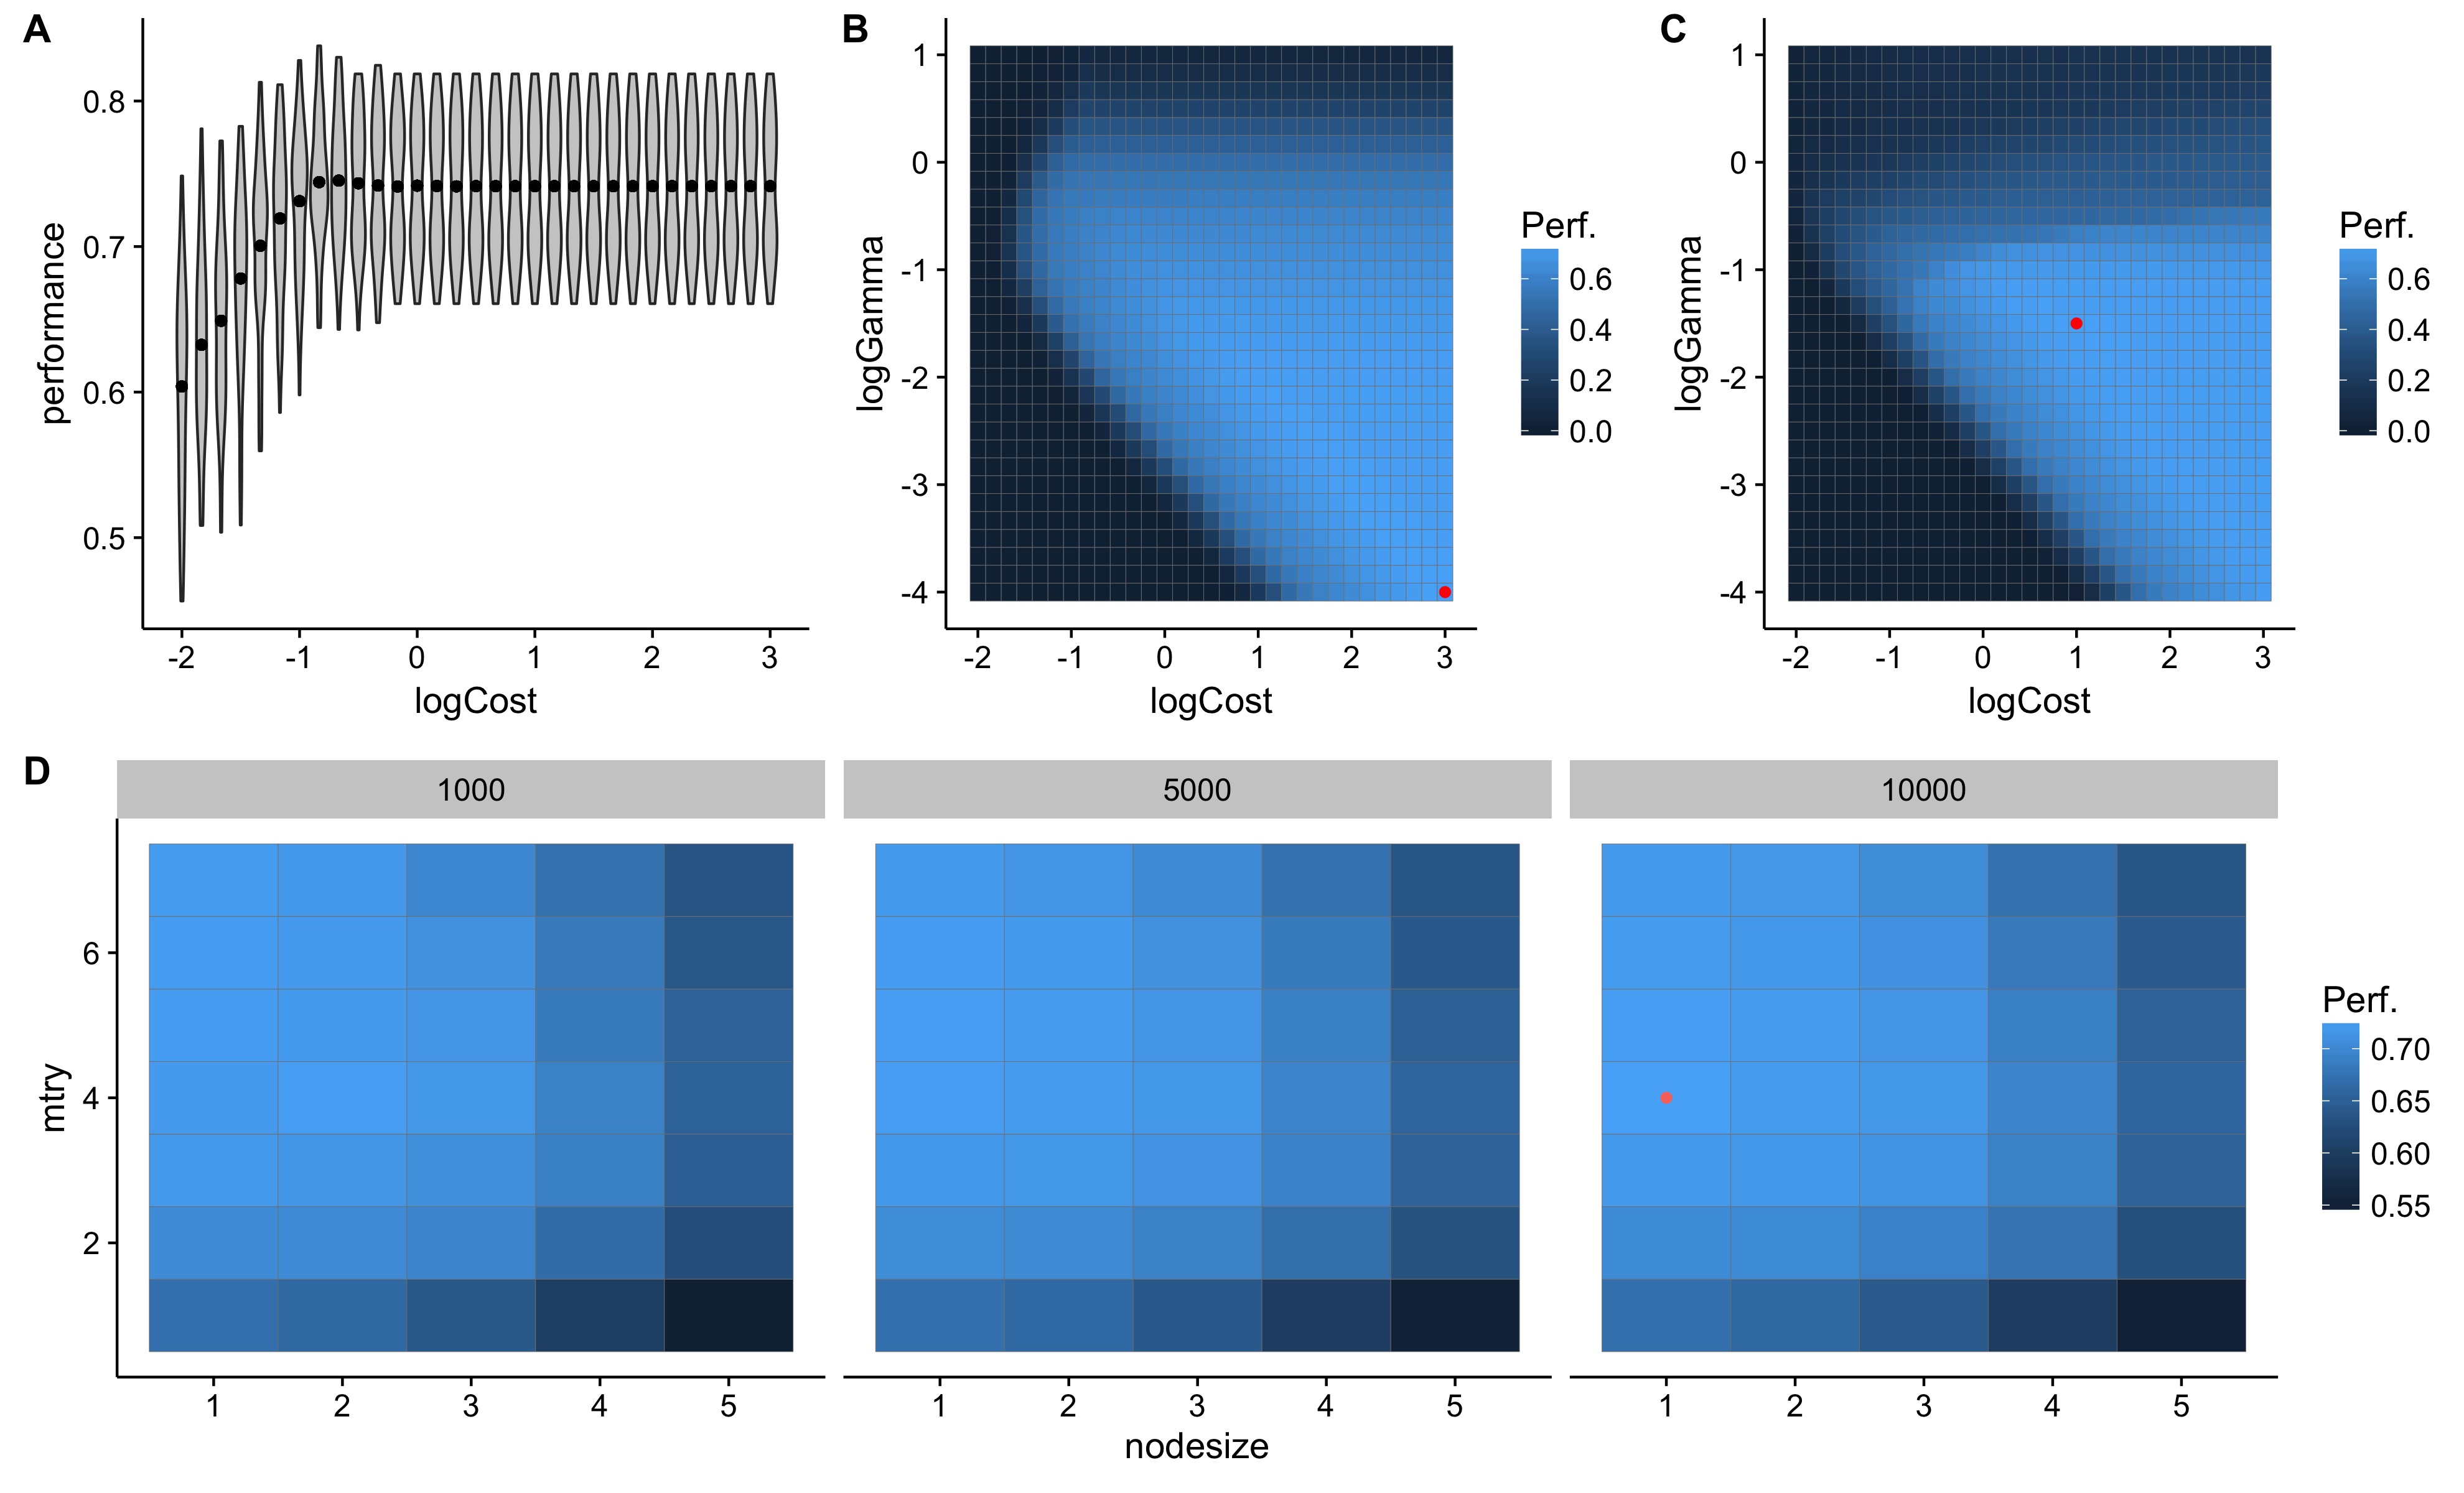 A
performance
0.8
0.7
0.6
0.5
-2 -1 0 1 2 3
logCost
B
logGamma
1
0
-1
-2
-3
-4
-2 -1 0 1 2 3
logCost
Perf.
0.6
0.4
0.2
0.0
C
logGamma
1
0
-1
-2
-3
-4
-2 -1 0 1 2 3
logCost
Perf.
0.6
0.4
0.2
0.0
D
1000 5000 10000
mtry
6
4
2
1 2 3 4 5 1 2 3 4 5 1 2 3 4 5
nodesize
Perf.
0.70
0.65
0.60
0.55